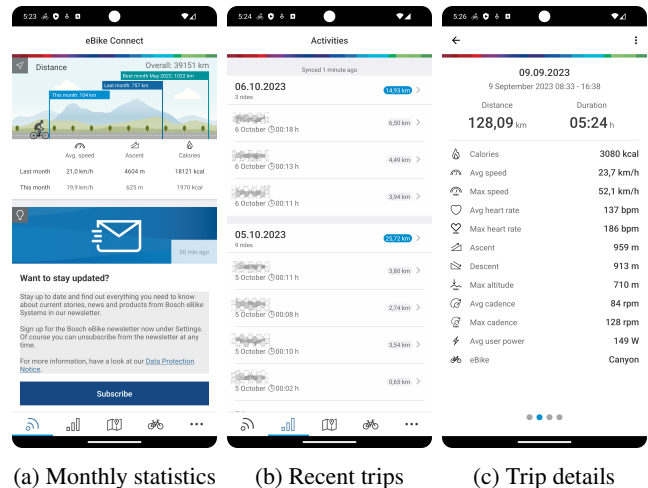 5:23
eBike Connect
Distance
Overall: 39151 km
Best month May 2022: 1022 km
Last month: 757 km
This month: 104 km
Avg. speed Ascent Calories
Last month 21,0 km/h 4604 m 18121 kcal
This month 19,9 km/h 625 m 1970 kcal
30 min ago
Want to stay updated?
Stay up to date and find out everything you need to know
about current stories, news and products from Bosch eBike
Systems in our newsletter.
Sign up for the Bosch eBike newsletter now under Settings.
Of course you can unsubscribe from the newsletter at any
time.
For more information, have a look at our Data Protection
Notice.
Subscribe
(a) Monthly statistics
5:24
Activities
Synced 1 minute ago
06.10.2023
3 rides
14,93 km
6,50 km
6 October 00:18 h
4,49 km
6 October 00:13 h
3,94 km
6 October 00:11 h
05.10.2023
9 rides
25,72 km
3,80 km
5 October 00:11 h
2,74 km
5 October 00:08 h
3,54 km
5 October 00:10 h
0,65 km
5 October 00:02 h
(b) Recent trips
5:26
09.09.2023
9 September 2023 08:33 - 16:38
Distance Duration
128,09 km 05:24 h
Calories 3080 kcal
Avg speed 23,7 km/h
Max speed 52,1 km/h
Avg heart rate 137 bpm
Max heart rate 186 bpm
Ascent 959 m
Descent 913 m
Max altitude 710 m
Avg cadence 84 rpm
Max cadence 128 rpm
Avg user power 149 W
eBike Canyon
(c) Trip details